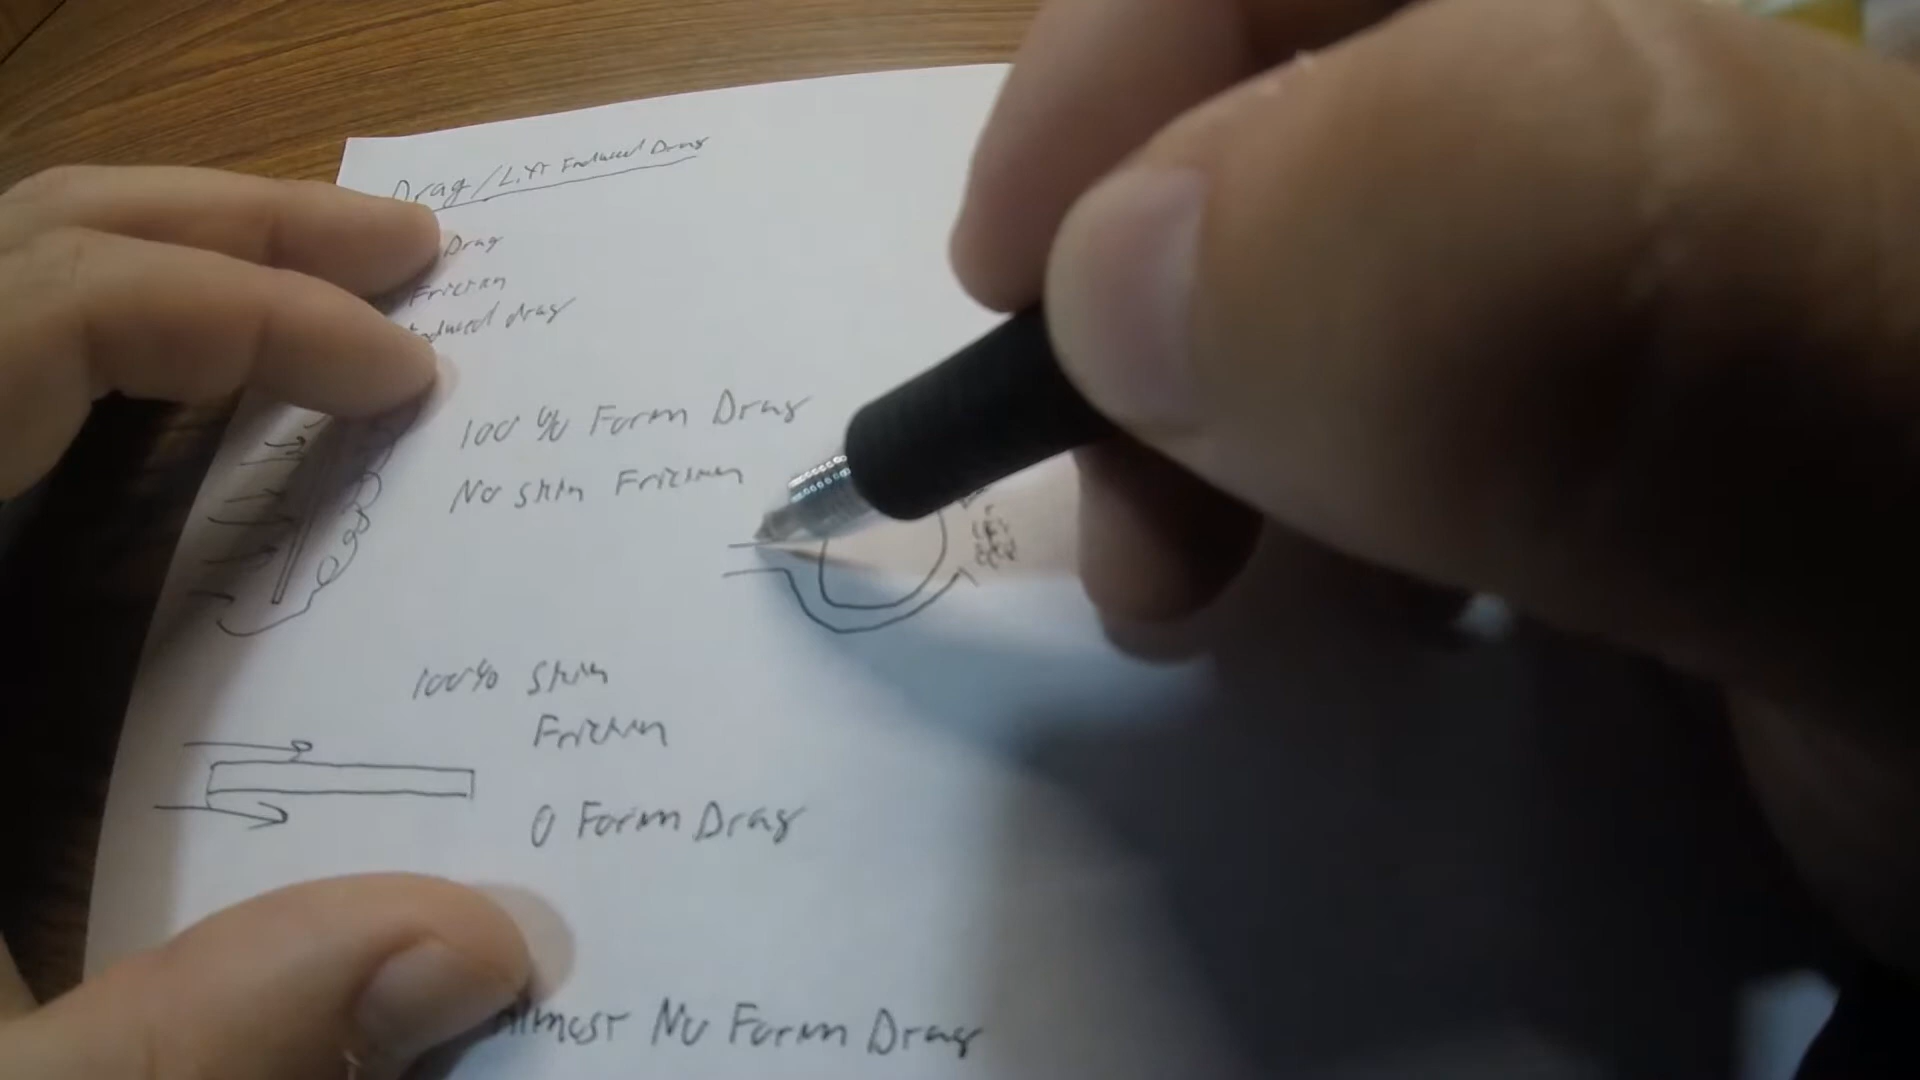 Drag/Lift Induced Drag
Drag
Friction
Induced drag
100% Form Drag
No Skin Friction
100% Skin
Friction
0 Form Drag
Almost No Form Drag